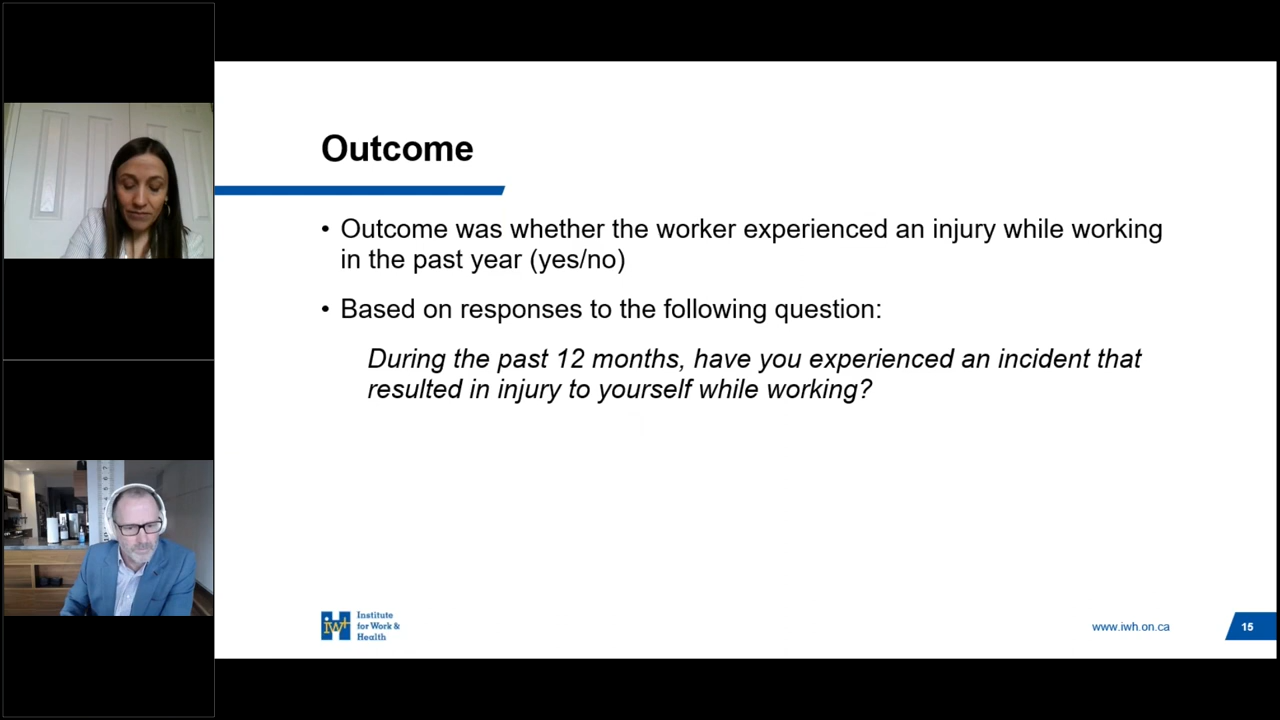 Outcome
• Outcome was whether the worker experienced an injury while working
in the past year (yes/no)
• Based on responses to the following question:
During the past 12 months, have you experienced an incident that
resulted in injury to yourself while working?
iwh
Institute
for Work &
Health
www.iwh.on.ca
15